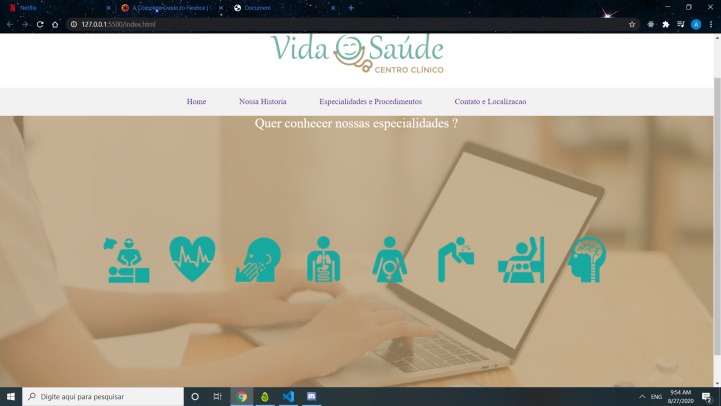 Netflix
A Complete Guide to Flexbox |
Document
127.0.0.1:5500/index.html
Vida Saúde
CENTRO CLÍNICO
Home
Nossa Historia
Especialidades e Procedimentos
Contato e Localizacao
Quer conhecer nossas especialidades ?
Digite aqui para pesquisar
ENG
9:54 AM
8/27/2020
2